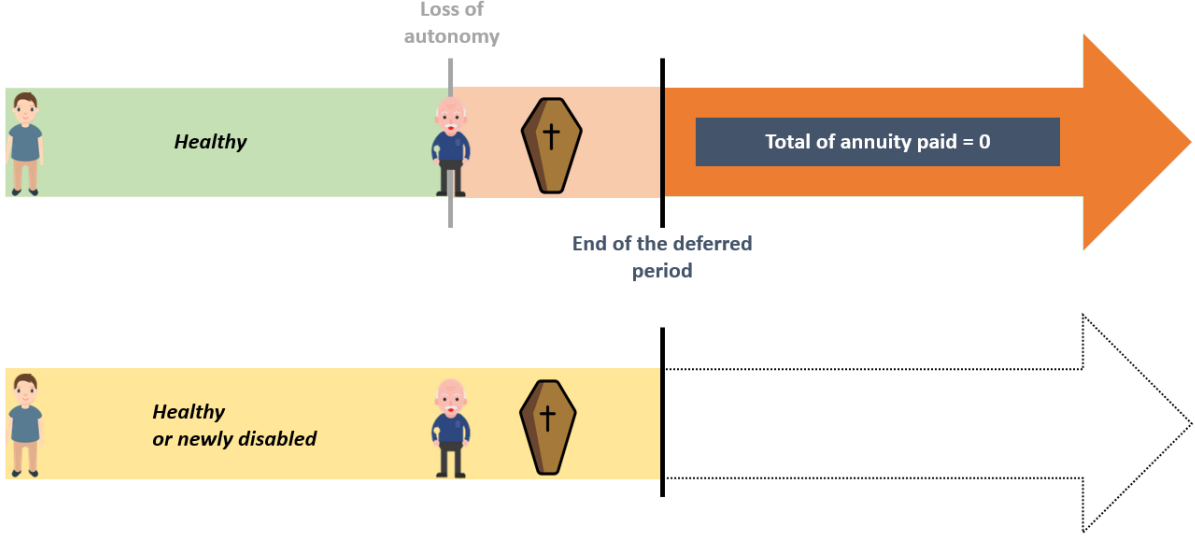 Loss of
autonomy
Healthy
Total of annuity paid = 0
End of the deferred
period
Healthy
or newly disabled